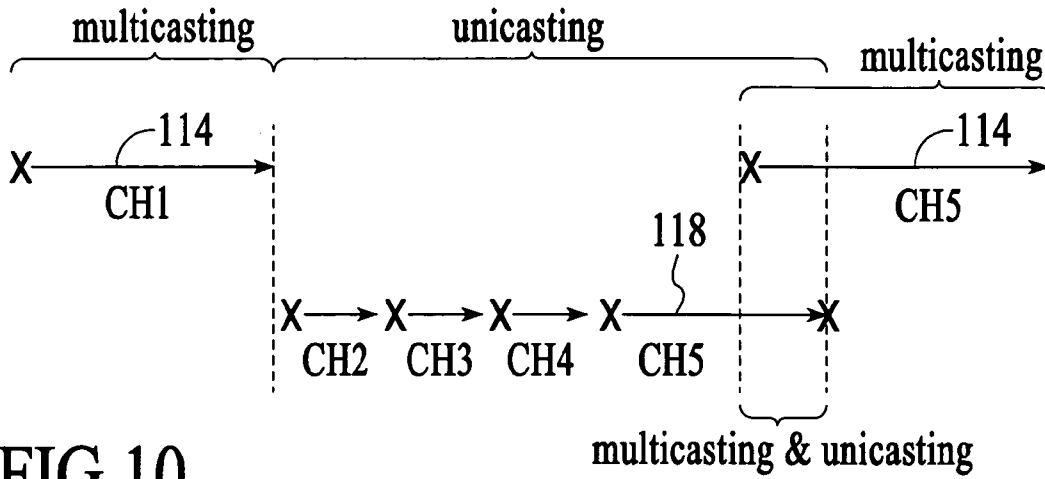 multicasting
unicasting
multicasting
X
114
CH1
X
114
CH5
118
X
X
X
X
X
CH2
CH3
CH4
CH5
multicasting & unicasting
FIG.10